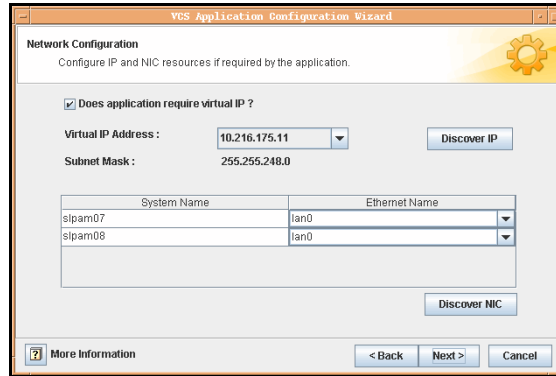 VCS Application Configuration Wizard
Network Configuration
Configure IP and NIC resources if required by the application.
Does application require virtual IP ?
Virtual IP Address : 10.216.175.11 Discover IP
Subnet Mask : 255.255.248.0
System Name Ethernet Name
slpam07 lan0
slpam08 lan0
Discover NIC
? More Information < Back Next > Cancel